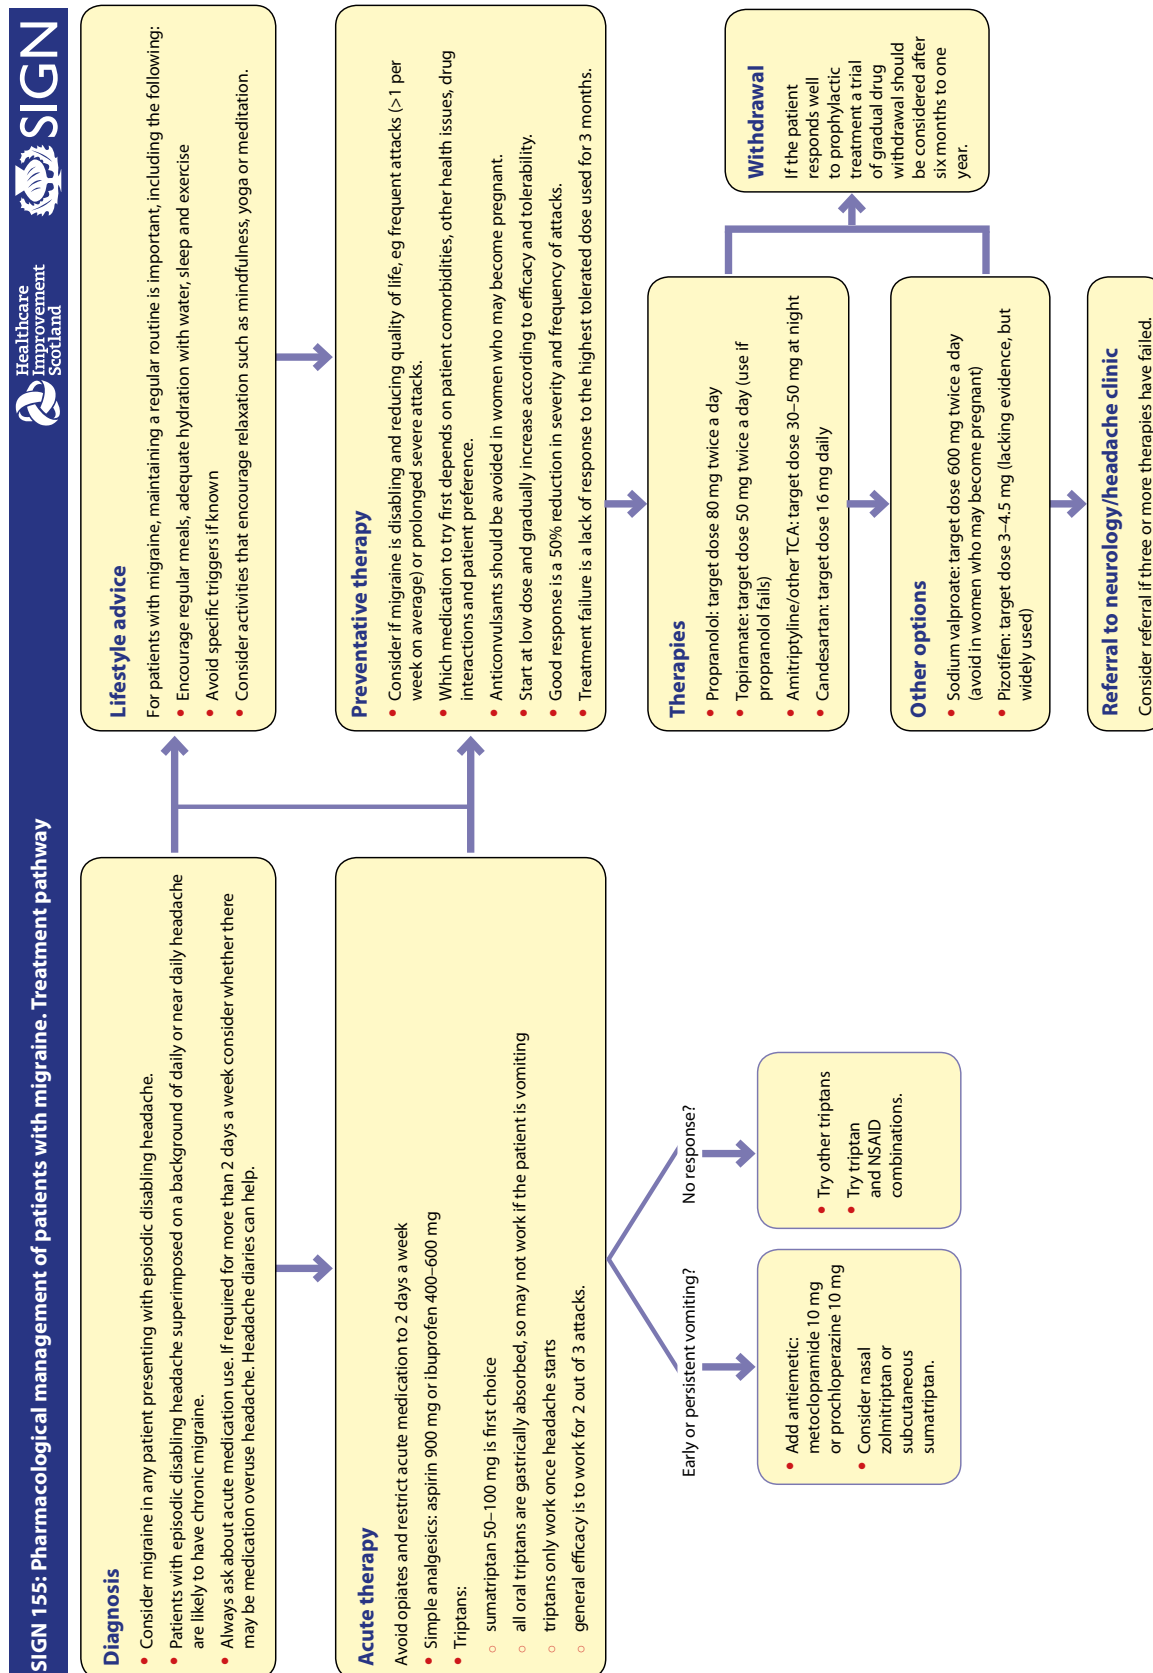 SIGN 155: Pharmacological management of patients with migraine. Treatment pathway
Healthcare
Improvement
Scotland
SIGN
Diagnosis
• Consider migraine in any patient presenting with episodic disabling headache.
• Patients with episodic disabling headache superimposed on a background of daily or near daily headache
are likely to have chronic migraine.
• Always ask about acute medication use. If required for more than 2 days a week consider whether there
may be medication overuse headache. Headache diaries can help.
Lifestyle advice
For patients with migraine, maintaining a regular routine is important, including the following:
• Encourage regular meals, adequate hydration with water, sleep and exercise
• Avoid specific triggers if known
• Consider activities that encourage relaxation such as mindfulness, yoga or meditation.
Acute therapy
Avoid opiates and restrict acute medication to 2 days a week
• Simple analgesics: aspirin 900 mg or ibuprofen 400–600 mg
• Triptans:
○ sumatriptan 50–100 mg is first choice
○ all oral triptans are gastrically absorbed, so may not work if the patient is vomiting
○ triptans only work once headache starts
○ general efficacy is to work for 2 out of 3 attacks.
Early or persistent vomiting?
• Add antiemetic:
metoclopramide 10 mg
or prochloperazine 10 mg
• Consider nasal
zolmitriptan or
subcutaneous
sumatriptan.
No response?
• Try other triptans
• Try triptan
and NSAID
combinations.
Preventative therapy
• Consider if migraine is disabling and reducing quality of life, eg frequent attacks (>1 per
week on average) or prolonged severe attacks.
• Which medication to try first depends on patient comorbidities, other health issues, drug
interactions and patient preference.
• Anticonvulsants should be avoided in women who may become pregnant.
• Start at low dose and gradually increase according to efficacy and tolerability.
• Good response is a 50% reduction in severity and frequency of attacks.
• Treatment failure is a lack of response to the highest tolerated dose used for 3 months.
Therapies
• Propranolol: target dose 80 mg twice a day
• Topiramate: target dose 50 mg twice a day (use if
propranolol fails)
• Amitriptyline/other TCA: target dose 30–50 mg at night
• Candesartan: target dose 16 mg daily
Other options
• Sodium valproate: target dose 600 mg twice a day
(avoid in women who may become pregnant)
• Pizotifen: target dose 3–4.5 mg (lacking evidence, but
widely used)
Withdrawal
If the patient
responds well
to prophylactic
treatment a trial
of gradual drug
withdrawal should
be considered after
six months to one
year.
Referral to neurology/headache clinic
Consider referral if three or more therapies have failed.